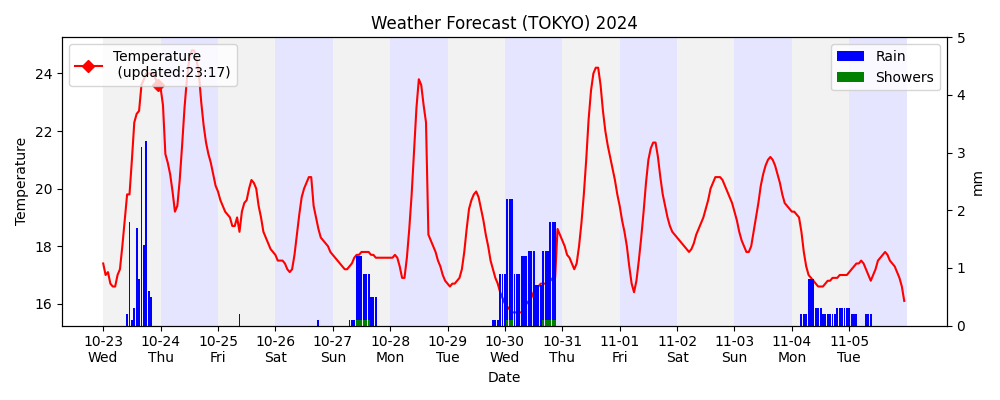 Weather Forecast (TOKYO) 2024
Temperature
(updated:23:17)
Rain
Showers
Temperature
24
22
20
18
16
5
4
3
2
1
0
mm
10-23 10-24 10-25 10-26 10-27 10-28 10-29 10-30 10-31 11-01 11-02 11-03 11-04 11-05
Wed Thu Fri Sat Sun Mon Tue Wed Thu Fri Sat Sun Mon Tue
Date